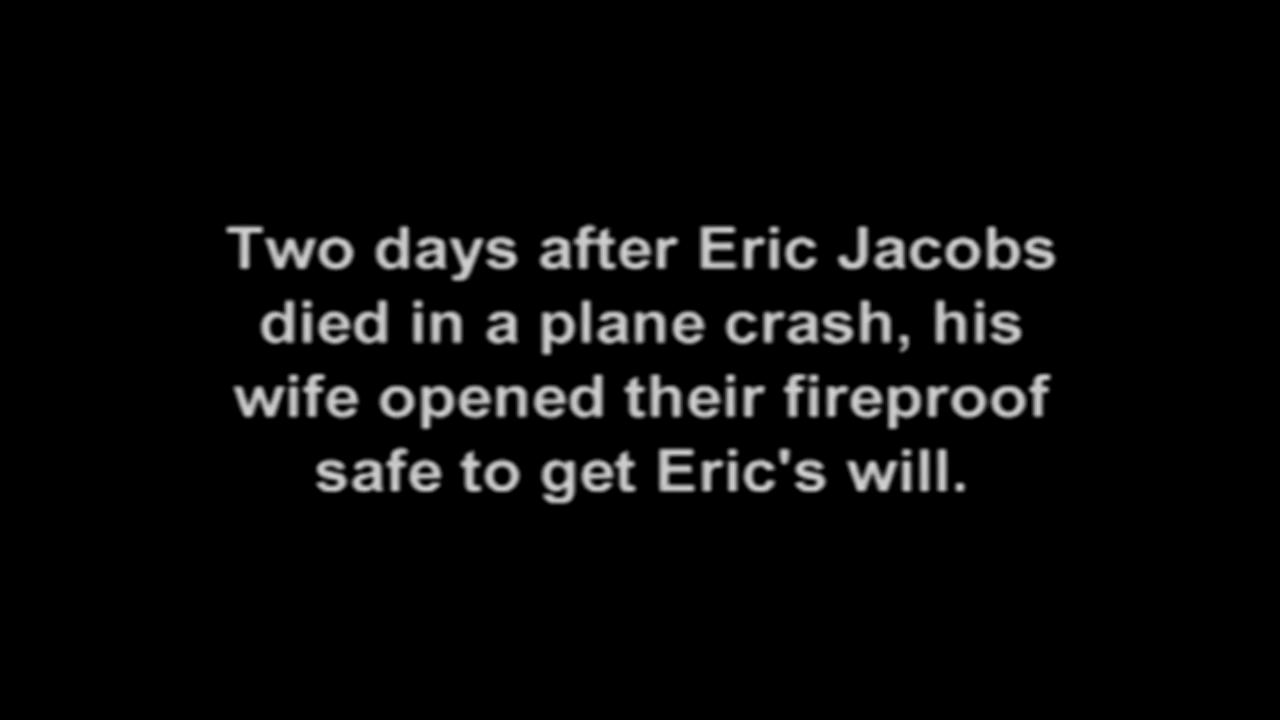 Two days after Eric Jacobs
died in a plane crash, his
wife opened their fireproof
safe to get Eric's will.